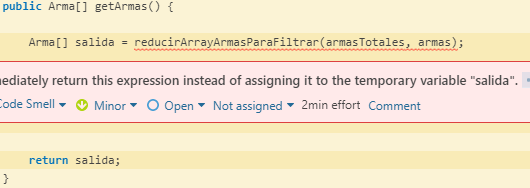 public Arma[] getArmas() {
Arma[] salida = reducirArrayArmasParaFiltrar(armasTotales, armas);
return this expression instead of assigning it to the temporary variable "salida".
Code Smell Minor Open Not assigned 2min effort Comment
return salida;
}